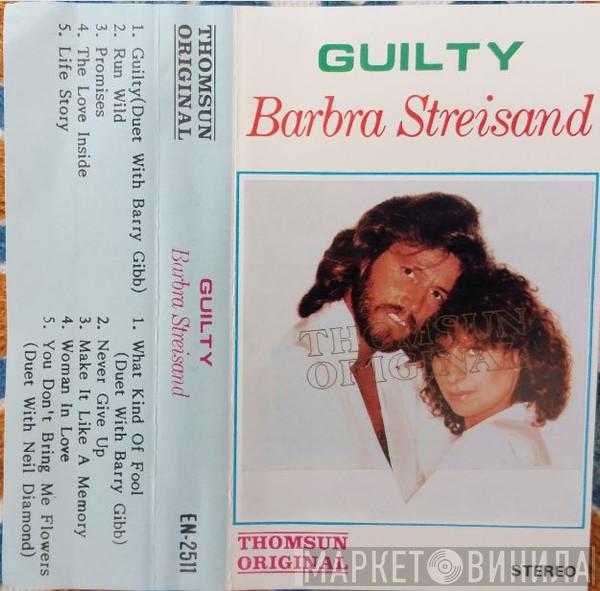 GUILTY
Barbra Streisand
THOMSUN
ORIGINAL
THOMSUN
ORIGINAL
STEREO
МАРКЕТ ВИНИЛА
THOMSUN
ORIGINAL
GUILTY
Barbra Streisand
EN-2511
1. Guilty(Duet With Barry Gibb)
2. Run Wild
3. Promises
4. The Love Inside
5. Life Story
1. What Kind Of Fool
(Duet With Barry Gibb)
2. Never Give Up
3. Make It Like A Memory
4. Woman In Love
5. You Don't Bring Me Flowers
(Duet With Neil Diamond)